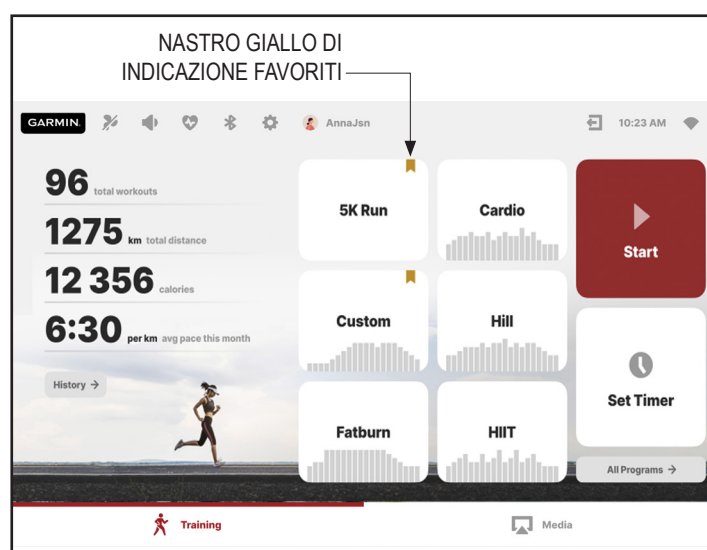 NASTRO GIALLO DI
INDICAZIONE FAVORITI
GARMIN.
AnnaJsn
10:23 AM
96 total workouts
1275 km total distance
12 356 calories
6:30 per km avg pace this month
History →
5K Run
Cardio
Custom
Hill
Fatburn
HIIT
Start
Set Timer
All Programs →
Training
Media